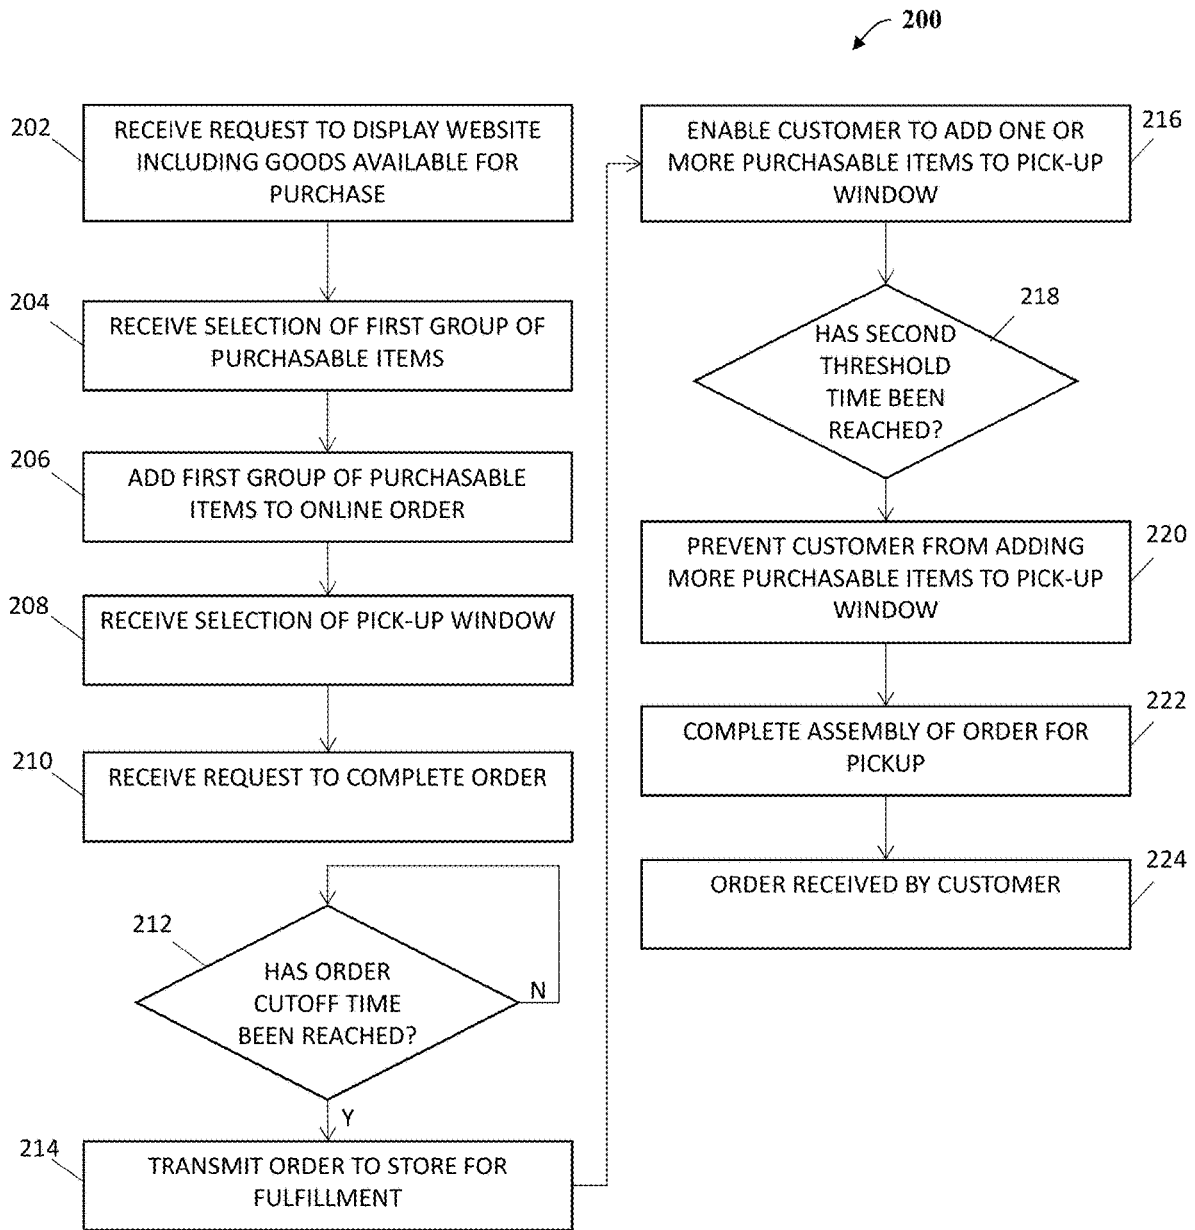 200
202
RECEIVE REQUEST TO DISPLAY WEBSITE
INCLUDING GOODS AVAILABLE FOR
PURCHASE
204
RECEIVE SELECTION OF FIRST GROUP OF
PURCHASABLE ITEMS
206
ADD FIRST GROUP OF PURCHASABLE
ITEMS TO ONLINE ORDER
208
RECEIVE SELECTION OF PICK-UP WINDOW
210
RECEIVE REQUEST TO COMPLETE ORDER
212
HAS ORDER
CUTOFF TIME
BEEN REACHED?
N
Y
214
TRANSMIT ORDER TO STORE FOR
FULFILLMENT
216
ENABLE CUSTOMER TO ADD ONE OR
MORE PURCHASABLE ITEMS TO PICK-UP
WINDOW
218
HAS SECOND
THRESHOLD
TIME BEEN
REACHED?
220
PREVENT CUSTOMER FROM ADDING
MORE PURCHASABLE ITEMS TO PICK-UP
WINDOW
222
COMPLETE ASSEMBLY OF ORDER FOR
PICKUP
224
ORDER RECEIVED BY CUSTOMER